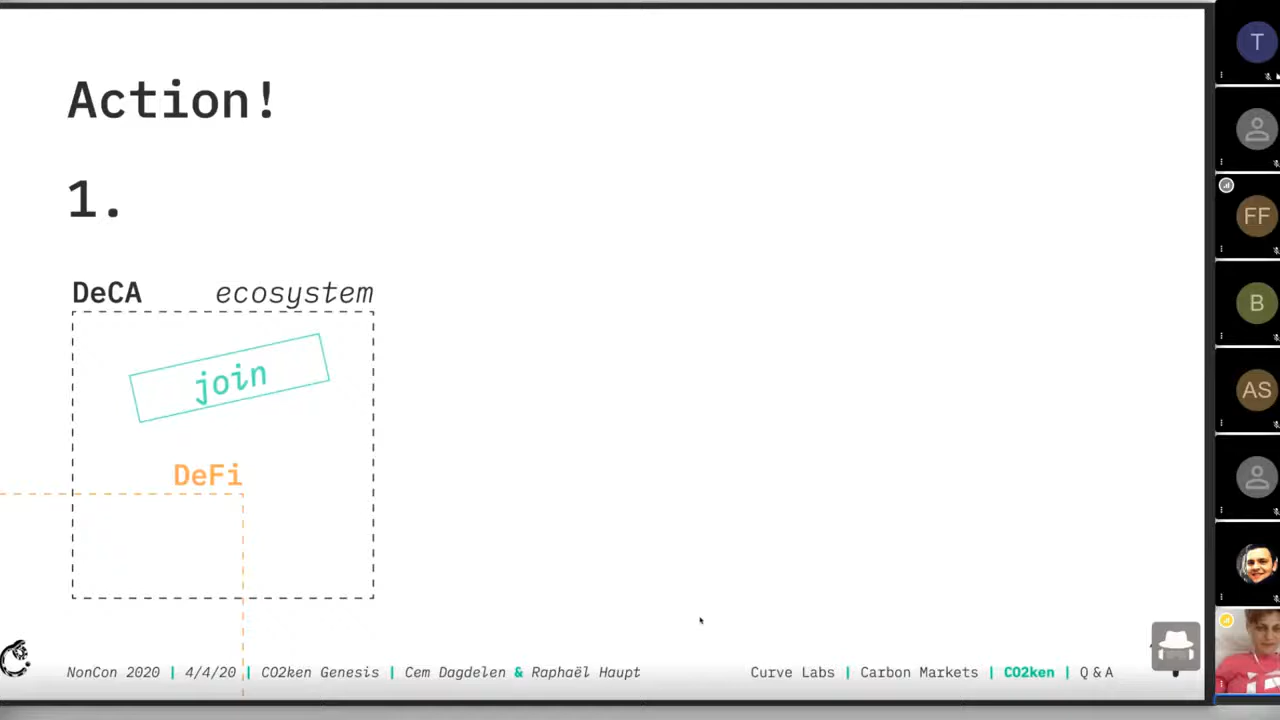 Action!
1.
DeCA ecosystem
join
DeFi
NonCon 2020 | 4/4/20 | CO2ken Genesis | Cem Dagdelen & Raphaël Haupt
Curve Labs | Carbon Markets | CO2ken | Q & A
T
FF
B
AS